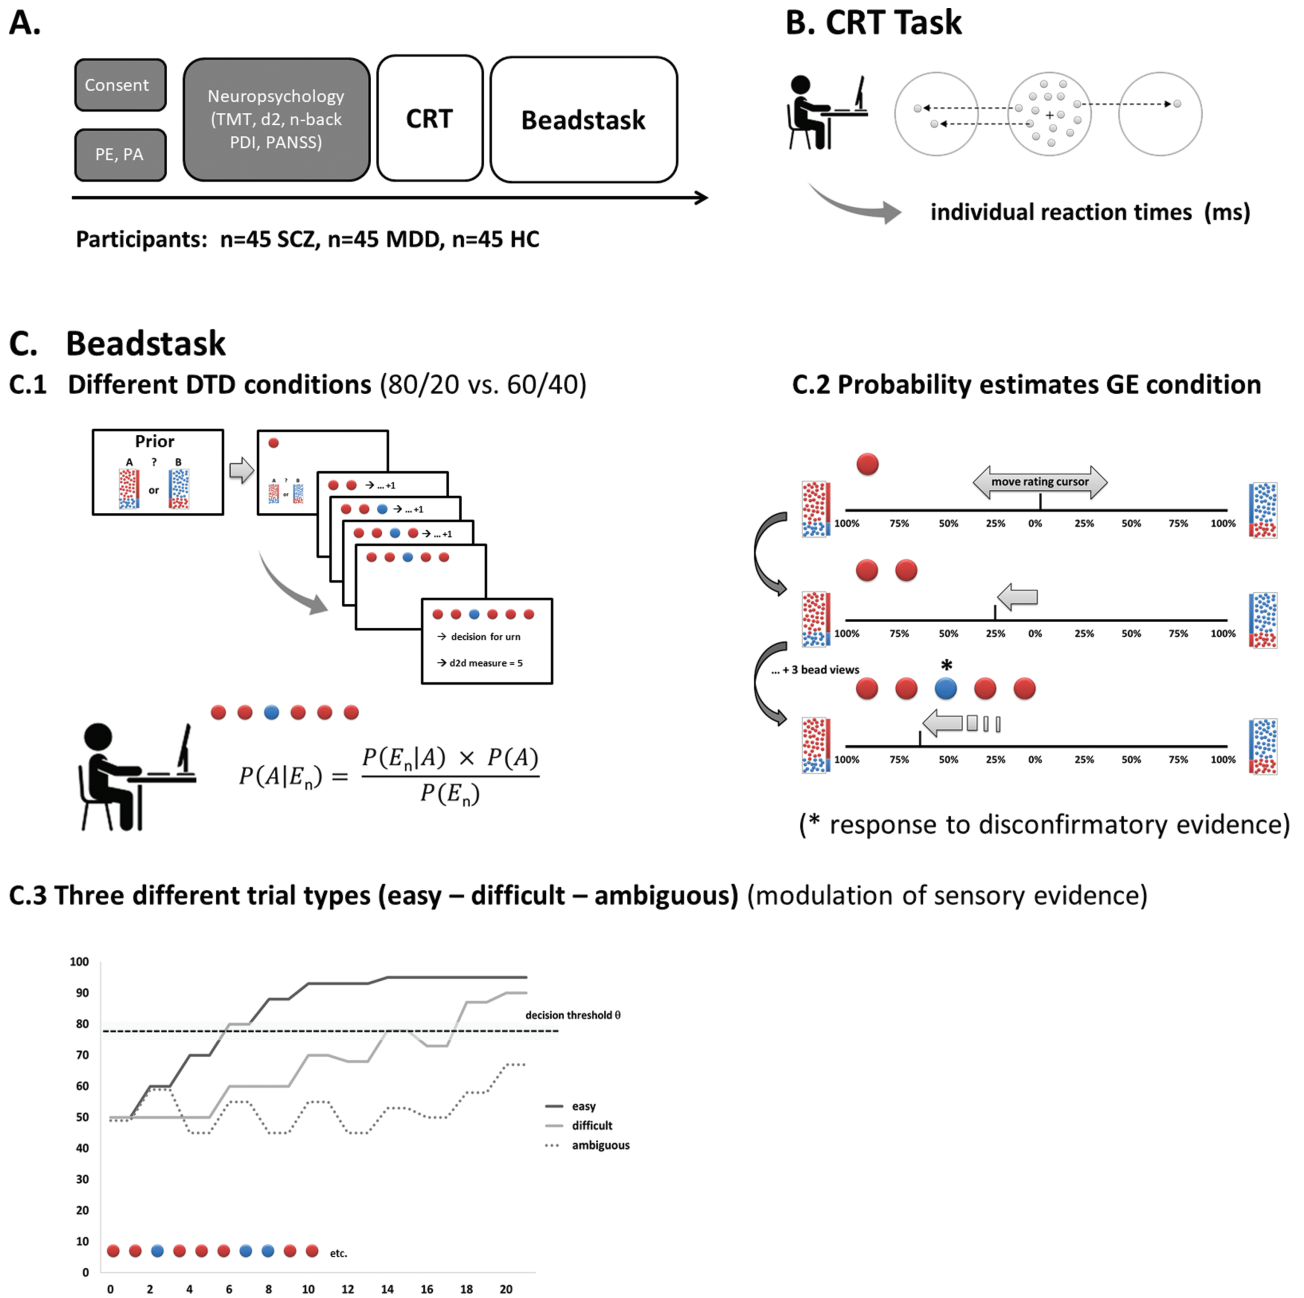 A.
Consent
PE, PA
Neuropsychology
(TMT, d2, n-back
PDI, PANSS)
CRT
Beadstask
Participants: n=45 SCZ, n=45 MDD, n=45 HC
B. CRT Task
+
individual reaction times (ms)
C. Beadstask
C.1 Different DTD conditions (80/20 vs. 60/40)
Prior
A ? B
or
A ? B
or
→ ... +1
→ ... +1
→ ... +1
→ decision for urn
→ d2d measure = 5
P(A|En) = P(En|A) × P(A) / P(En)
C.2 Probability estimates GE condition
move rating cursor
100% 75% 50% 25% 0% 25% 50% 75% 100%
100% 75% 50% 25% 0% 25% 50% 75% 100%
... + 3 bead views
*
100% 75% 50% 25% 0% 25% 50% 75% 100%
(* response to disconfirmatory evidence)
C.3 Three different trial types (easy – difficult – ambiguous) (modulation of sensory evidence)
100
90
80
70
60
50
40
30
20
10
0
decision threshold θ
easy
difficult
ambiguous
etc.
0 2 4 6 8 10 12 14 16 18 20